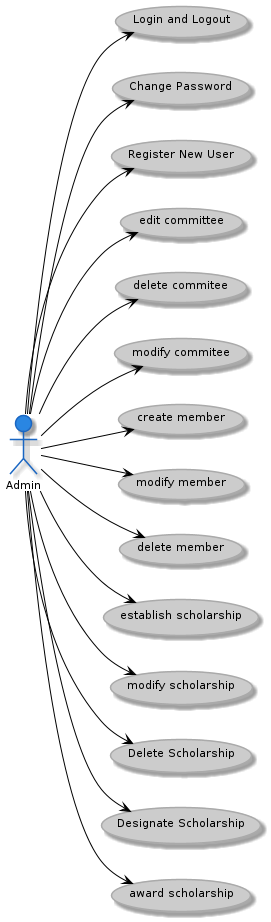 Login and Logout
Change Password
Register New User
edit committee
delete commitee
modify commitee
create member
modify member
Admin
delete member
establish scholarship
modify scholarship
Delete Scholarship
Designate Scholarship
award scholarship